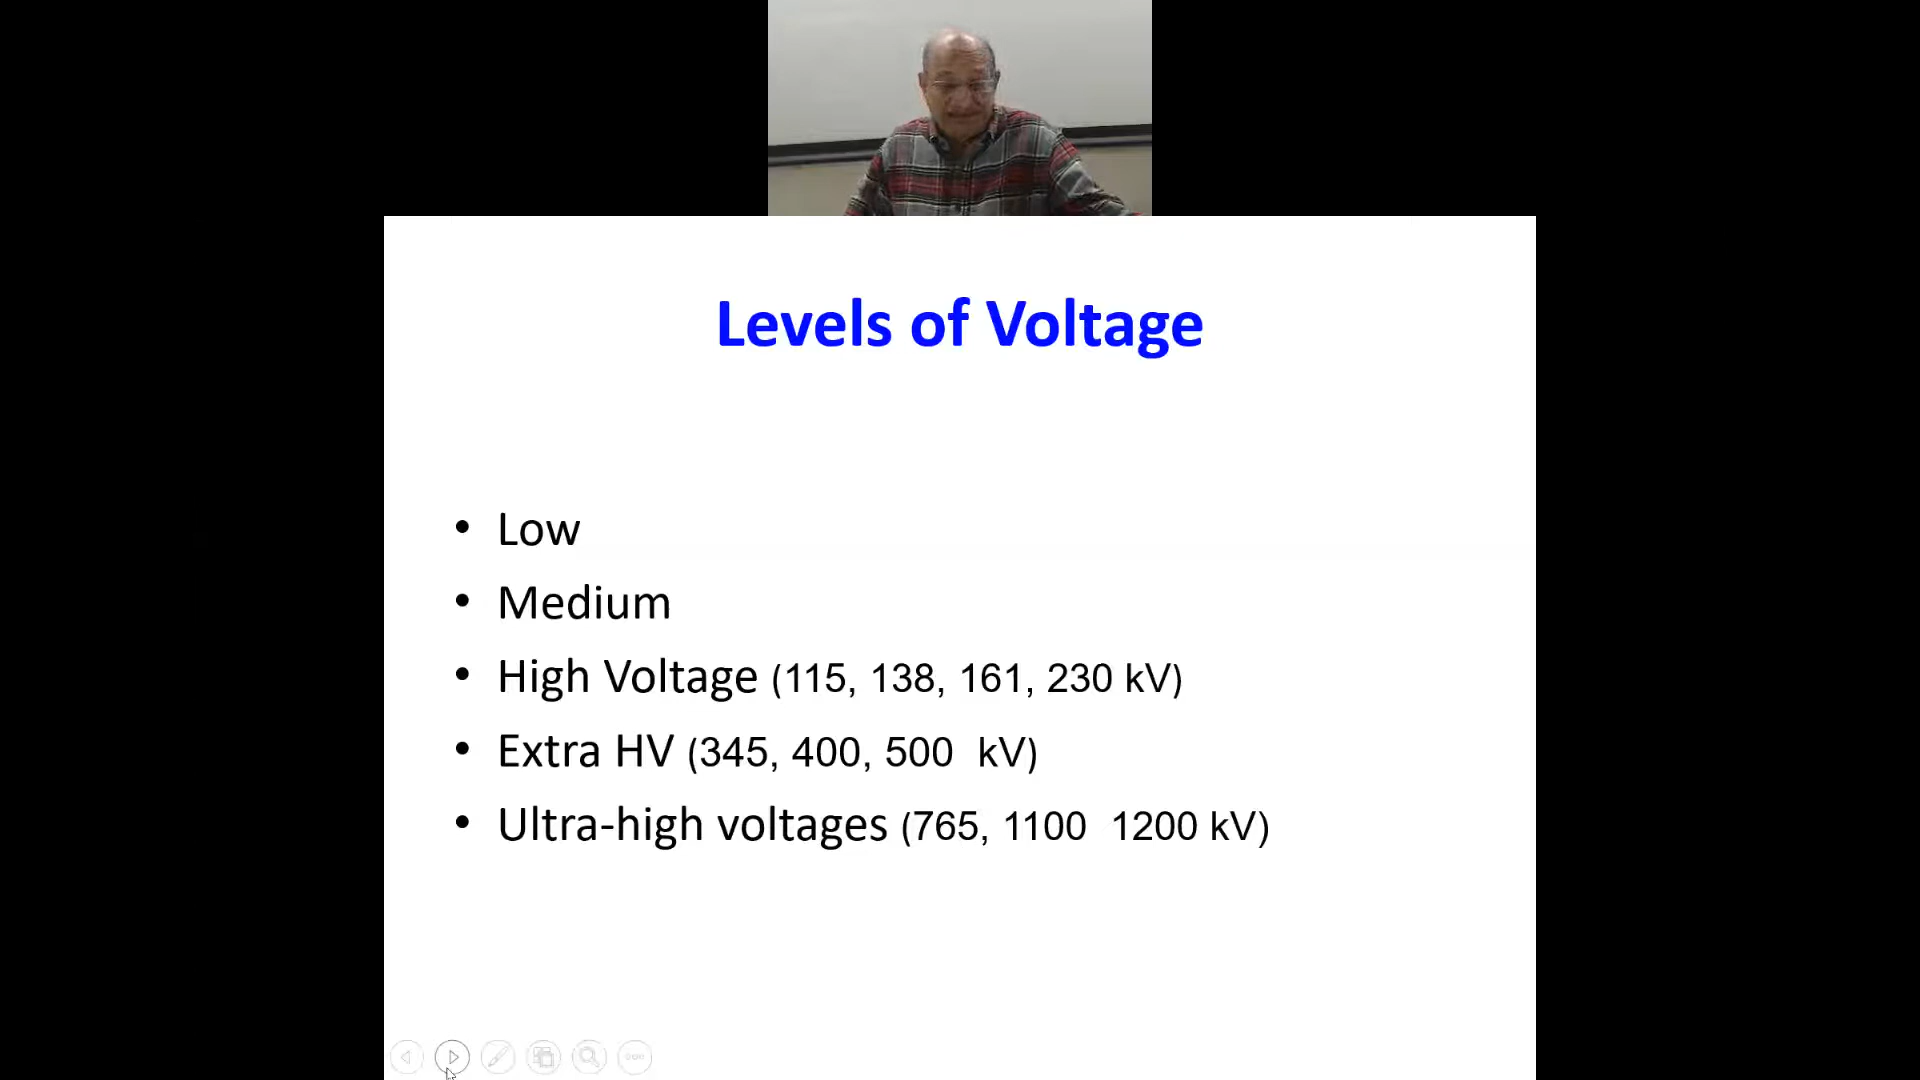 Levels of Voltage
• Low
• Medium
• High Voltage (115, 138, 161, 230 kV)
• Extra HV (345, 400, 500  kV)
• Ultra-high voltages (765, 1100  1200 kV)